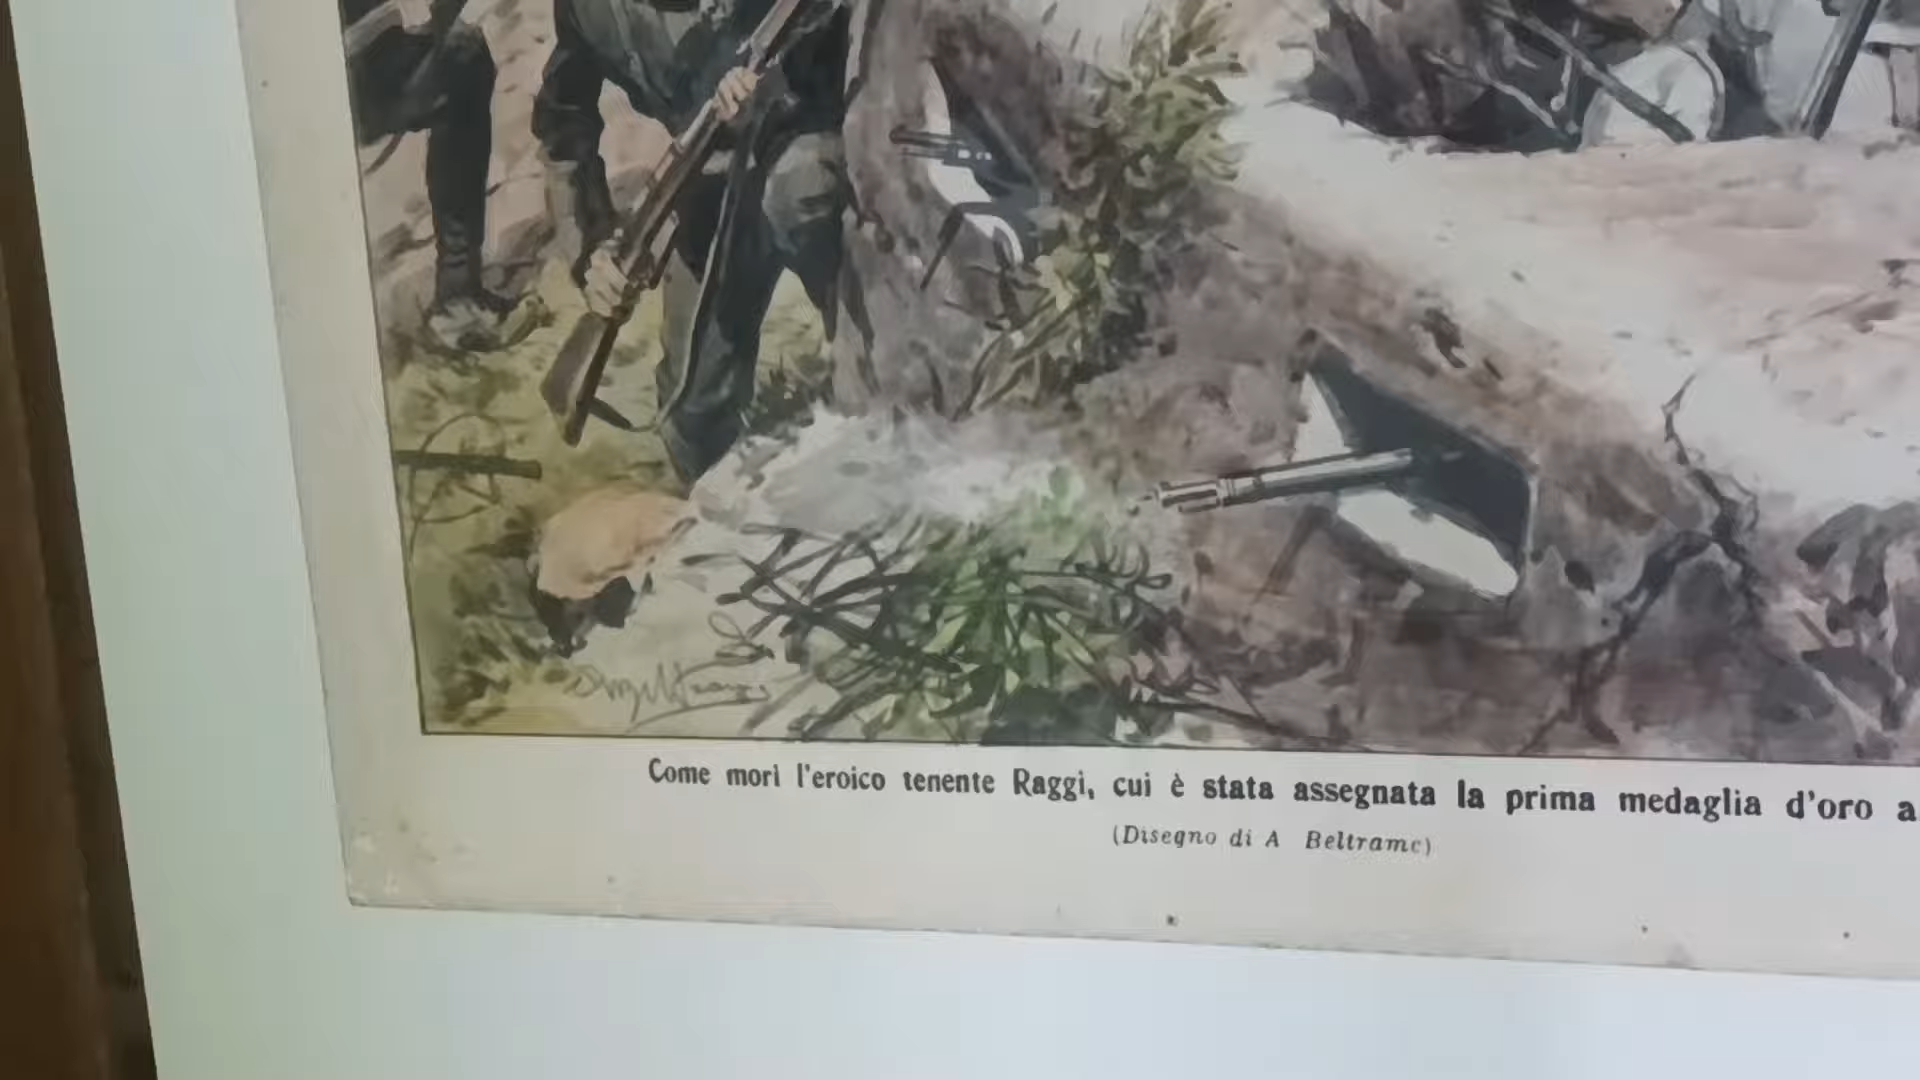 Come morì l'eroico tenente Raggi, cui è stata assegnata la prima medaglia d'oro a
(Disegno di A Beltrame)